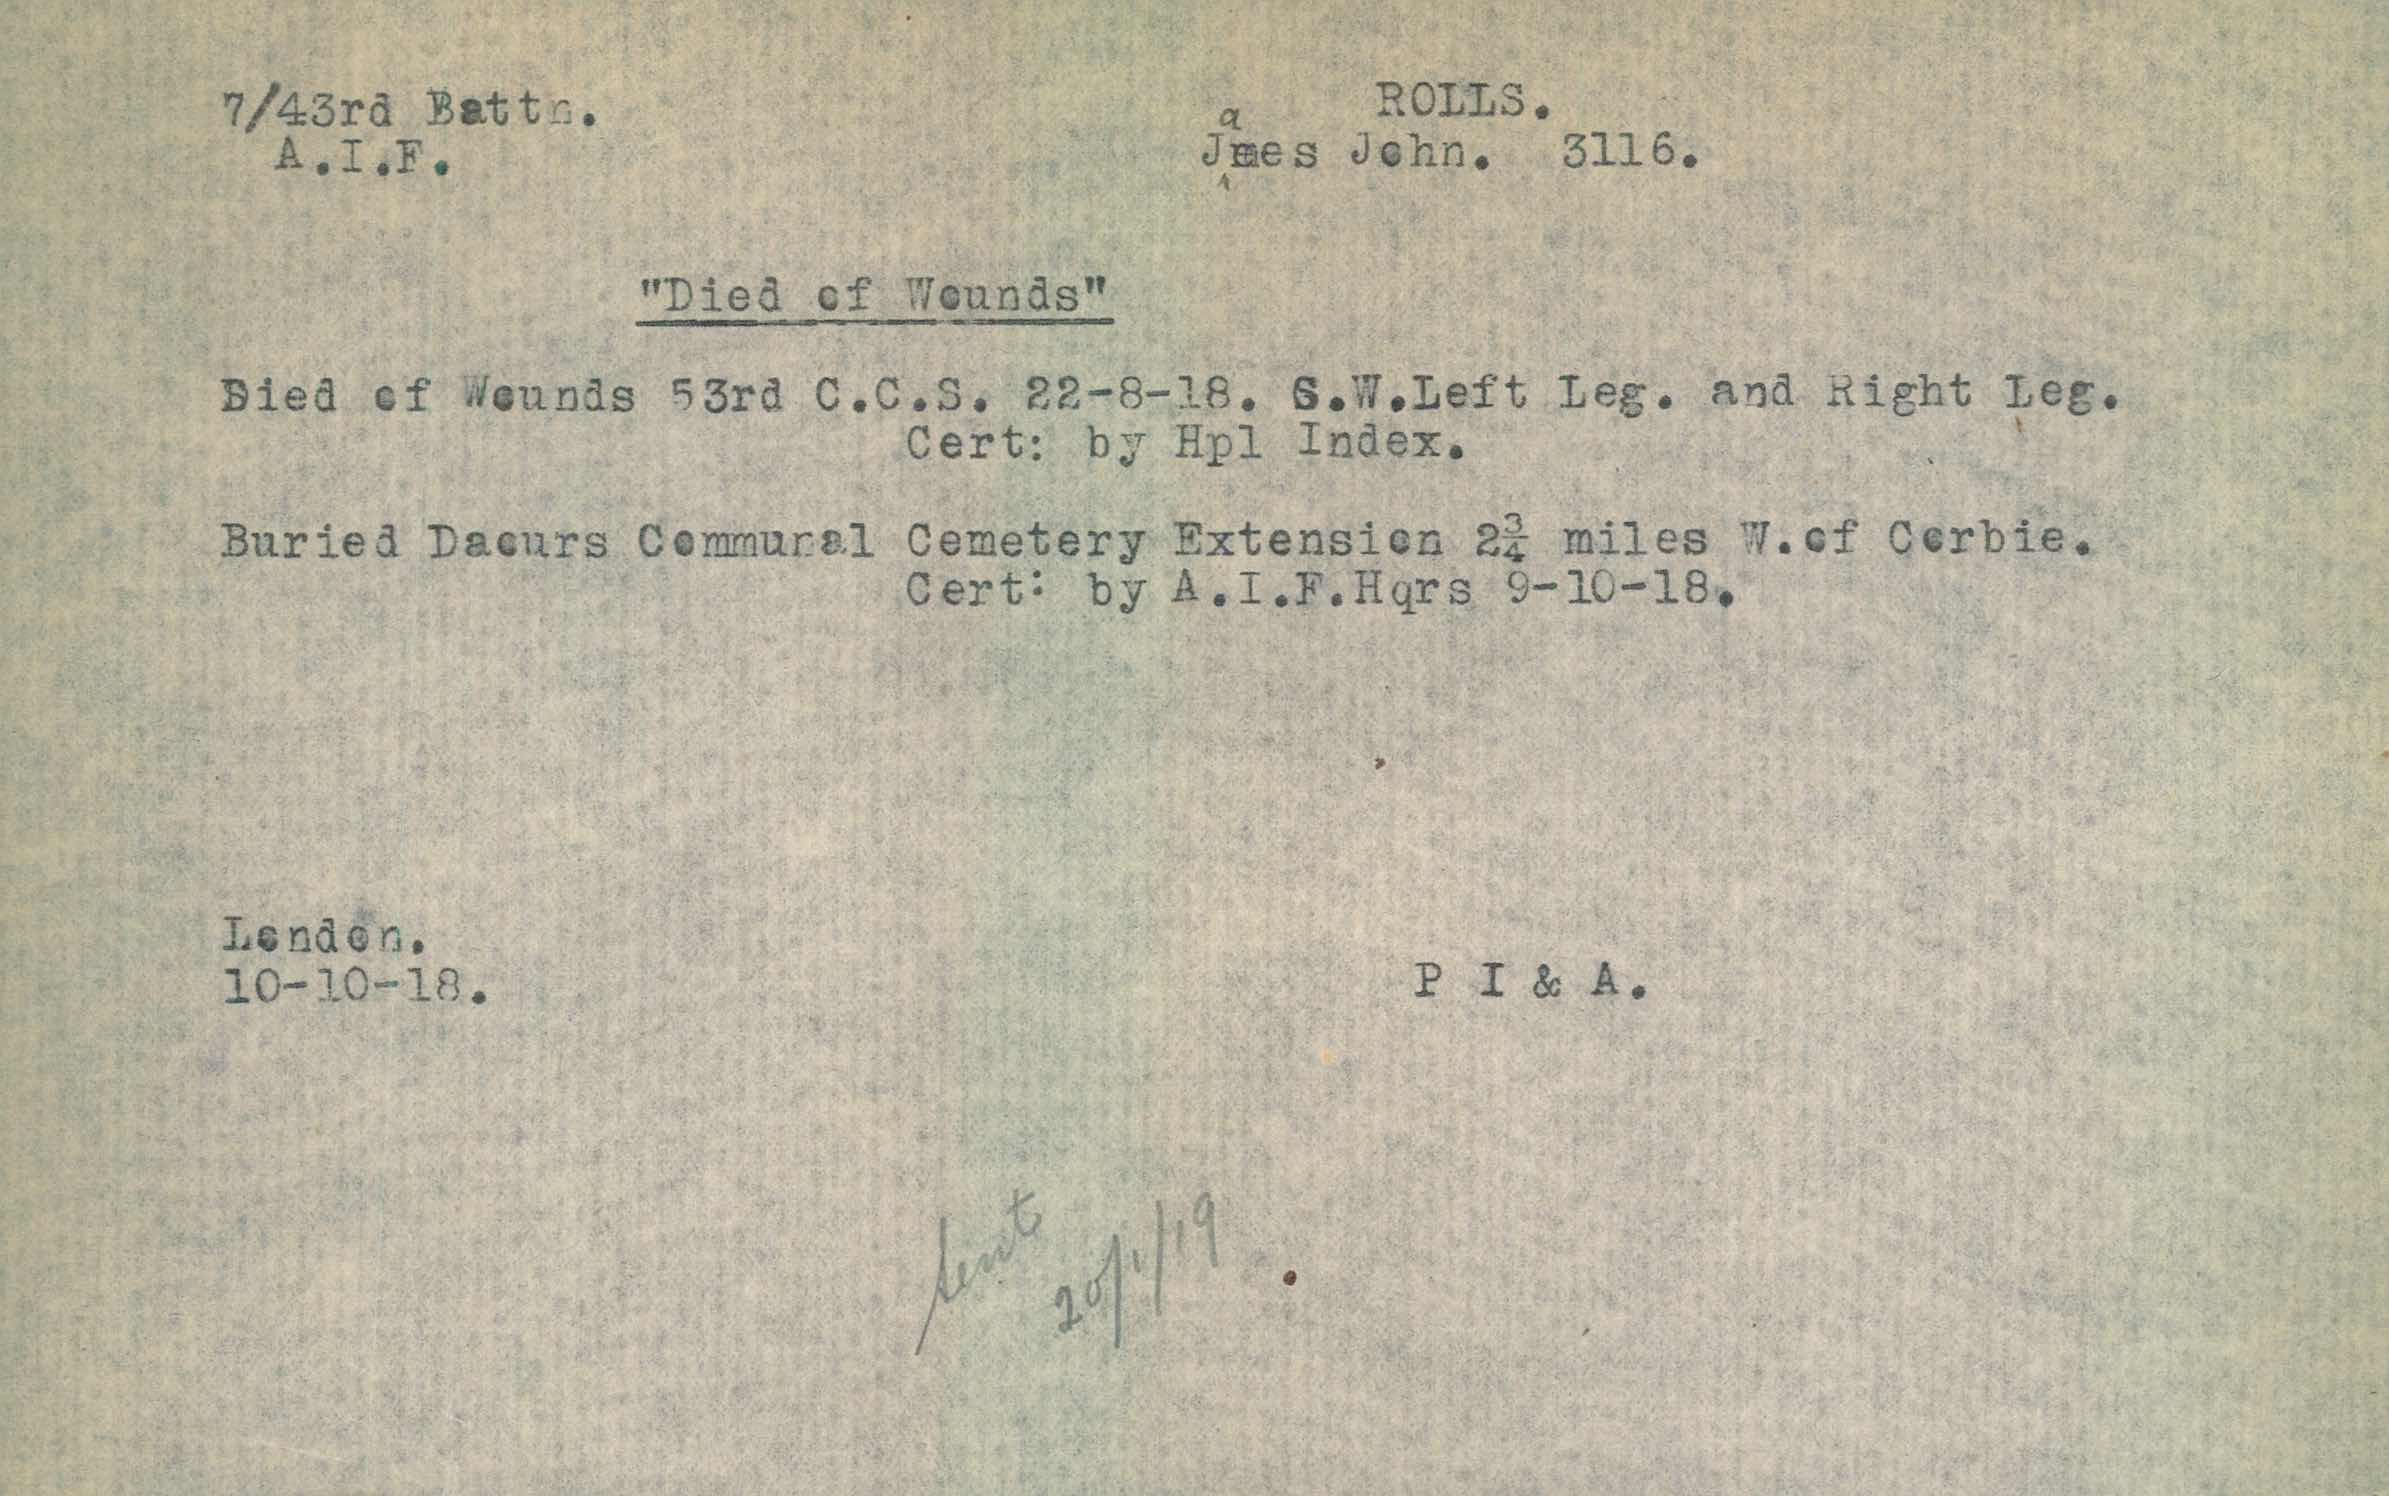 7/43rd Battn.
A.I.F.
ROLLS.
James John. 3116.
"Died of Wounds"
Died of Wounds 53rd C.C.S. 22-8-18. S.W.Left Leg. and Right Leg.
Cert: by Hpl Index.
Buried Daours Communal Cemetery Extension 2¾ miles W.of Corbie.
Cert: by A.I.F.Hqrs 9-10-18.
London.
10-10-18.
P I & A.
sent
20/1/19